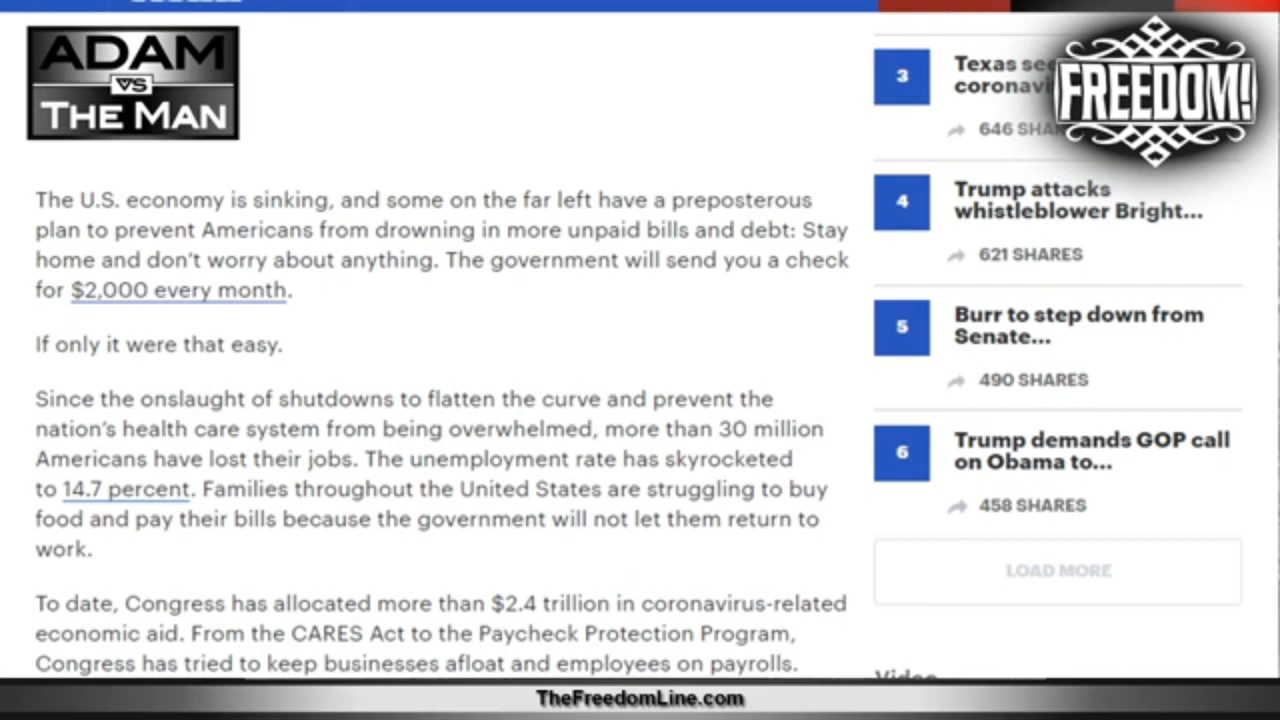 ADAM
VS
THE MAN
The U.S. economy is sinking, and some on the far left have a preposterous
plan to prevent Americans from drowning in more unpaid bills and debt: Stay
home and don't worry about anything. The government will send you a check
for $2,000 every month.
If only it were that easy.
Since the onslaught of shutdowns to flatten the curve and prevent the
nation's health care system from being overwhelmed, more than 30 million
Americans have lost their jobs. The unemployment rate has skyrocketed
to 14.7 percent. Families throughout the United States are struggling to buy
food and pay their bills because the government will not let them return to
work.
To date, Congress has allocated more than $2.4 trillion in coronavirus-related
economic aid. From the CARES Act to the Paycheck Protection Program,
Congress has tried to keep businesses afloat and employees on payrolls.
FREEDOM!
3
Texas
646
4
Trump attacks
whistleblower Bright...
621 SHARES
5
Burr to step down from
Senate...
490 SHARES
6
Trump demands GOP call
on Obama to...
458 SHARES
LOAD MORE
TheFreedomLine.com